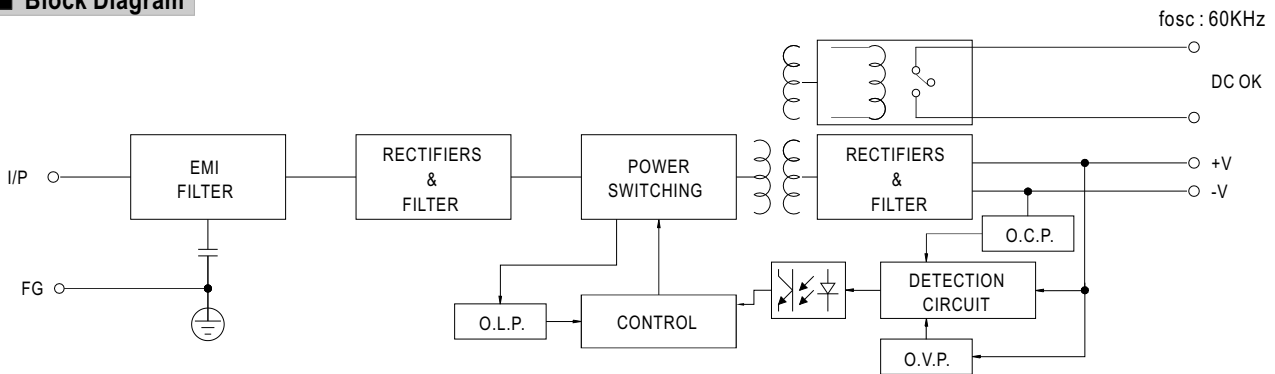 ■ Block Diagram
fosc : 60KHz
DC OK
I/P
EMI
FILTER
RECTIFIERS
&
FILTER
POWER
SWITCHING
RECTIFIERS
&
FILTER
+V
-V
O.C.P.
FG
O.L.P.
CONTROL
DETECTION
CIRCUIT
O.V.P.